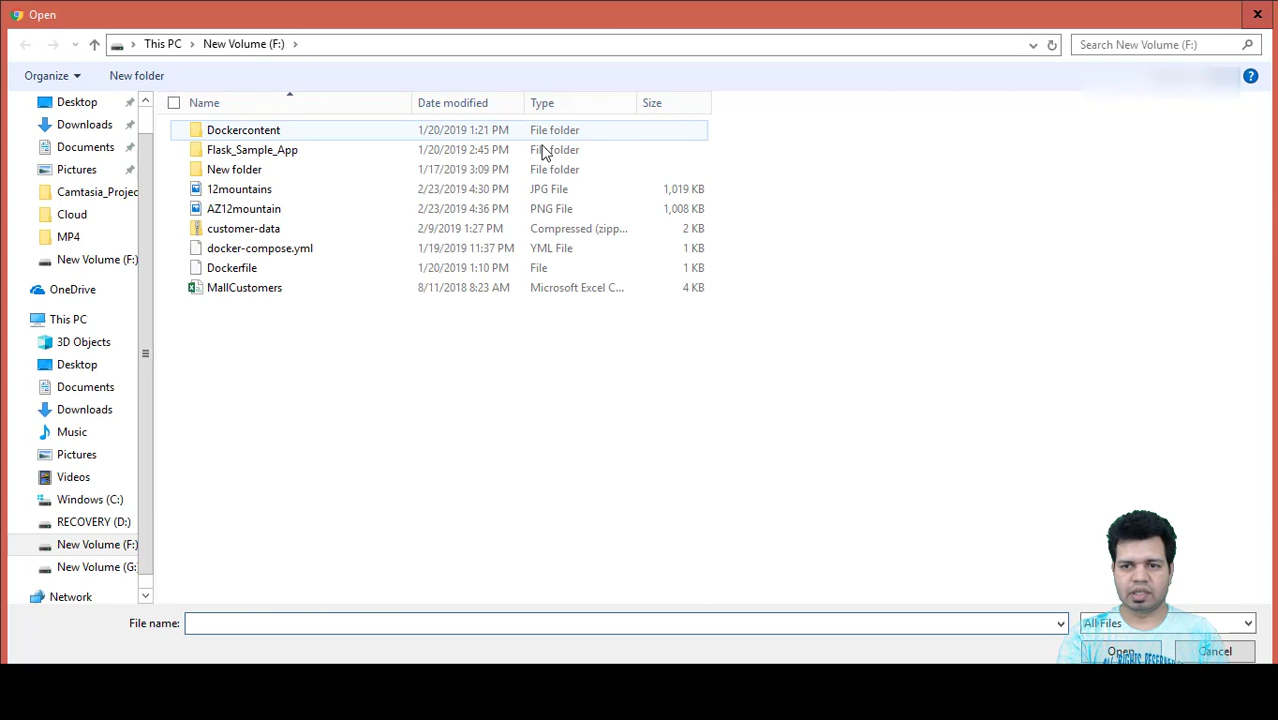 Open
This PC > New Volume (F:) >
Search New Volume (F:)
Organize
New folder
Desktop
Downloads
Documents
Pictures
Camtasia_Projec
Cloud
MP4
New Volume (F:)
OneDrive
This PC
3D Objects
Desktop
Documents
Downloads
Music
Pictures
Videos
Windows (C:)
RECOVERY (D:)
New Volume (F:)
New Volume (G:
Network
Name Date modified Type Size
Dockercontent 1/20/2019 1:21 PM File folder
Flask_Sample_App 1/20/2019 2:45 PM File folder
New folder 1/17/2019 3:09 PM File folder
12mountains 2/23/2019 4:30 PM JPG File 1,019 KB
AZ12mountain 2/23/2019 4:36 PM PNG File 1,008 KB
customer-data 2/9/2019 1:27 PM Compressed (zipp... 2 KB
docker-compose.yml 1/19/2019 11:37 PM YML File 1 KB
Dockerfile 1/20/2019 1:10 PM File 1 KB
MallCustomers 8/11/2018 8:23 AM Microsoft Excel C... 4 KB
File name:
All Files
Open Cancel
ALL RIGHTS RESERVED